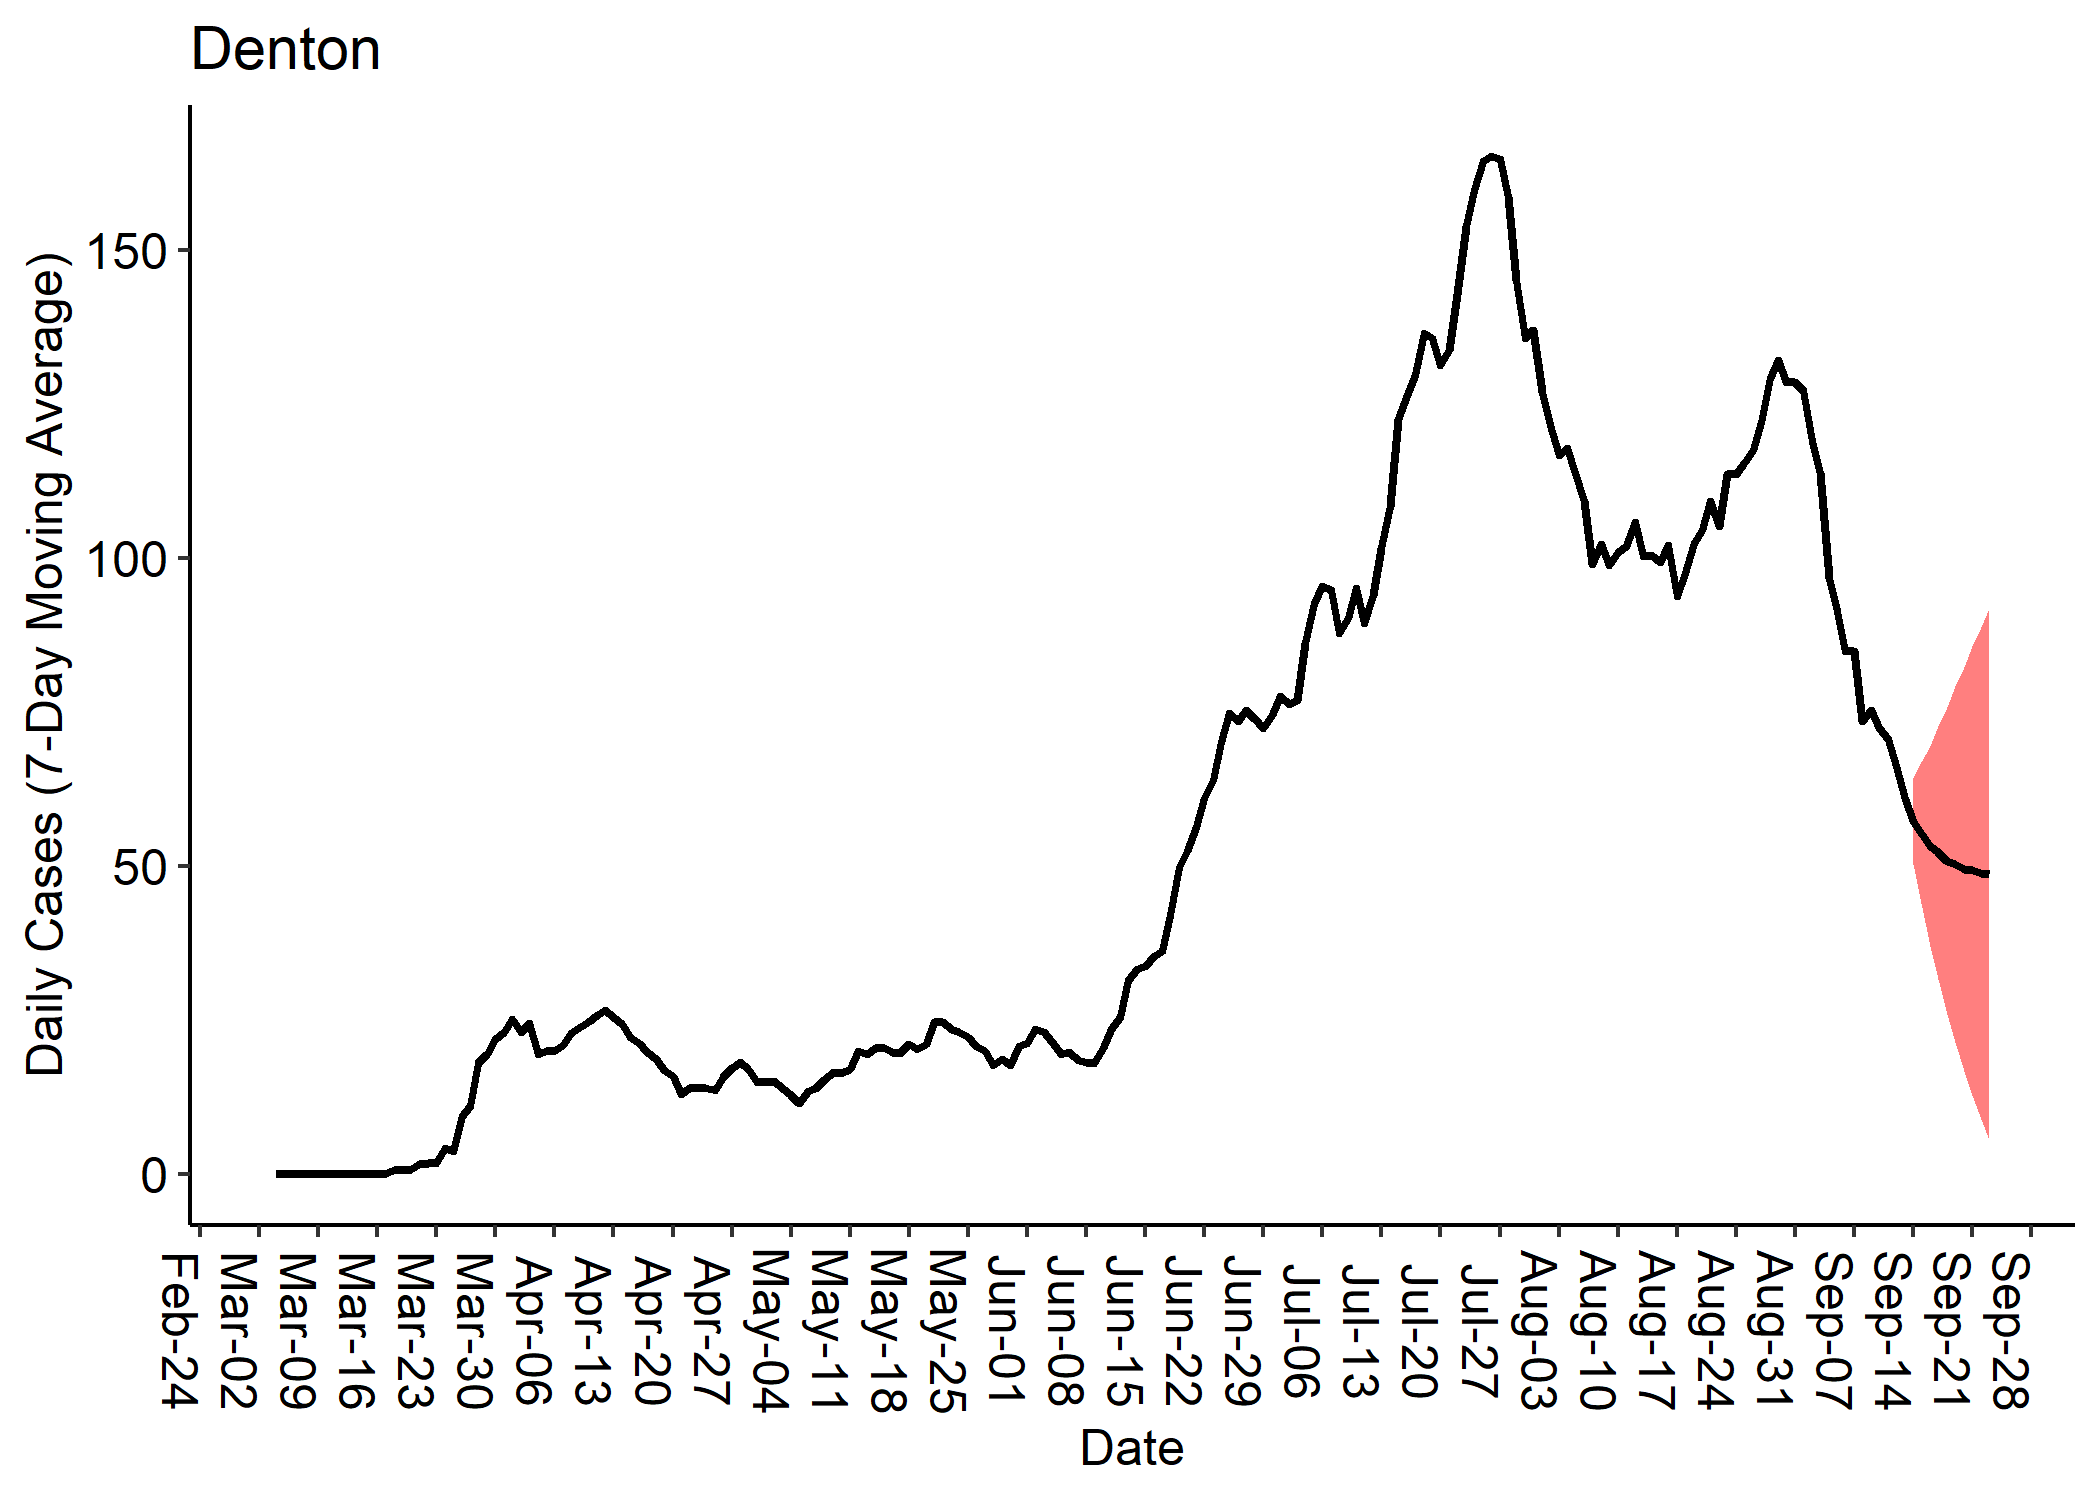 Denton
Daily Cases (7-Day Moving Average)
150
100
50
0
Feb-24
Mar-02
Mar-09
Mar-16
Mar-23
Mar-30
Apr-06
Apr-13
Apr-20
Apr-27
May-04
May-11
May-18
May-25
Jun-01
Jun-08
Jun-15
Jun-22
Jun-29
Jul-06
Jul-13
Jul-20
Jul-27
Aug-03
Aug-10
Aug-17
Aug-24
Aug-31
Sep-07
Sep-14
Sep-21
Sep-28
Date